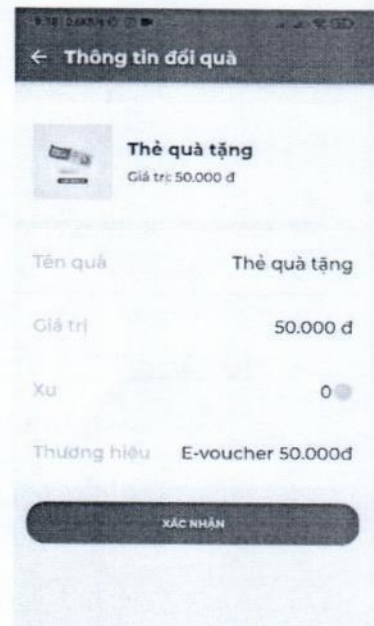 ← Thông tin đổi quà
Thẻ quà tặng
Giá trị: 50.000 đ
Tên quà Thẻ quà tặng
Giá trị 50.000 đ
Xu 0
Thương hiệu E-voucher 50.000đ
XÁC NHẬN